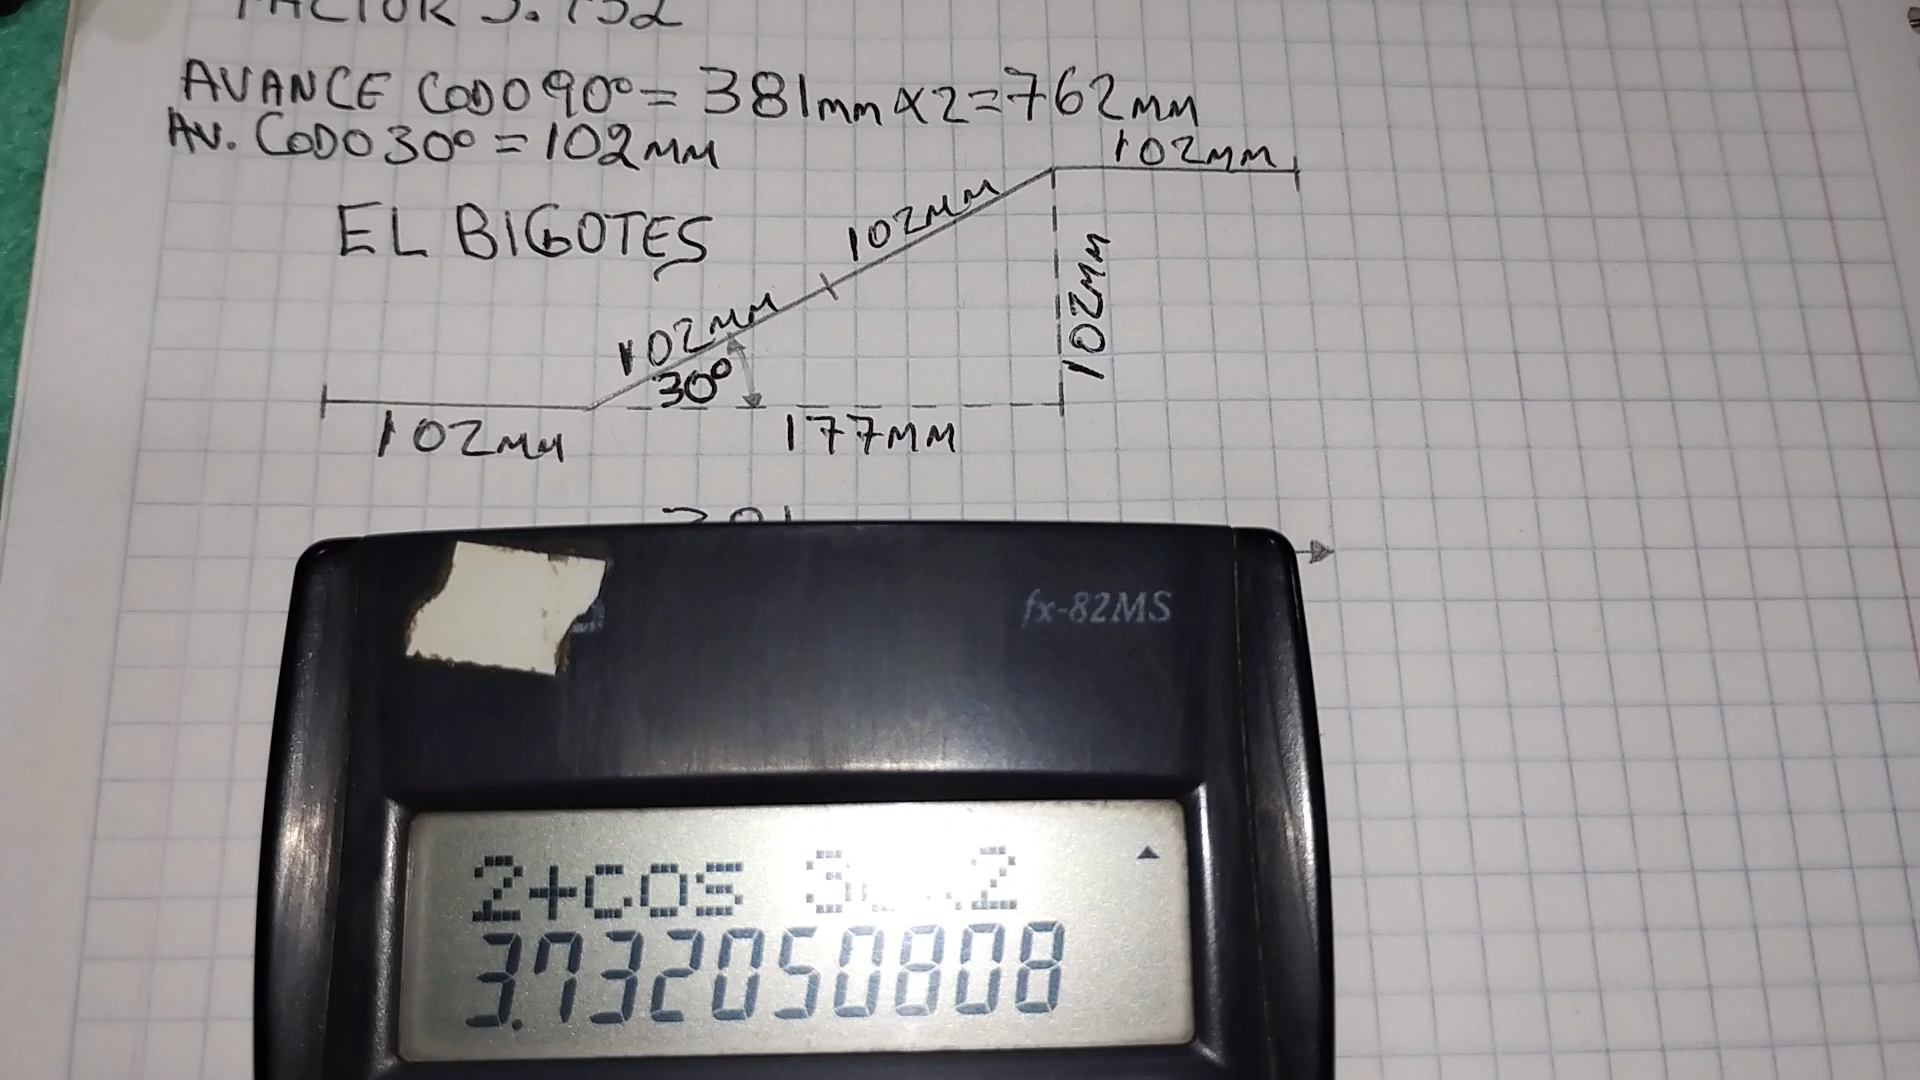 AVANCE CODO 90° = 381mm x 2 = 762mm
AV. CODO 30° = 102mm
102mm
EL BIGOTES
102mm
102mm
102mm
30°
102mm
177mm
fx-82MS
2+cos
3.732050808